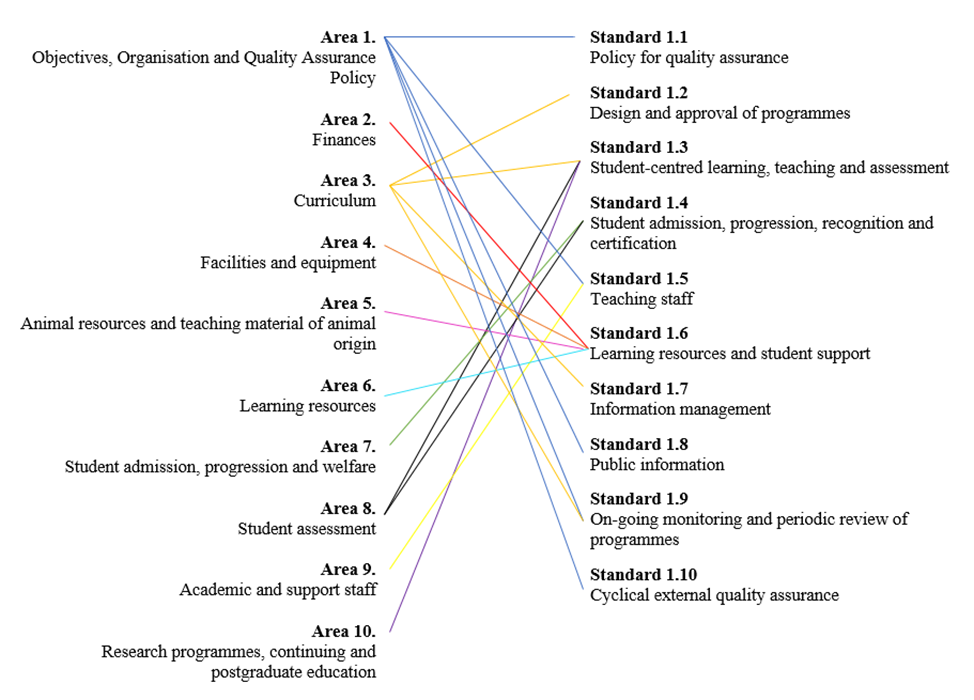 Area 1.
Objectives, Organisation and Quality Assurance
Policy
Area 2.
Finances
Area 3.
Curriculum
Area 4.
Facilities and equipment
Area 5.
Animal resources and teaching material of animal
origin
Area 6.
Learning resources
Area 7.
Student admission, progression and welfare
Area 8.
Student assessment
Area 9.
Academic and support staff
Area 10.
Research programmes, continuing and
postgraduate education
Standard 1.1
Policy for quality assurance
Standard 1.2
Design and approval of programmes
Standard 1.3
Student-centred learning, teaching and assessment
Standard 1.4
Student admission, progression, recognition and
certification
Standard 1.5
Teaching staff
Standard 1.6
Learning resources and student support
Standard 1.7
Information management
Standard 1.8
Public information
Standard 1.9
On-going monitoring and periodic review of
programmes
Standard 1.10
Cyclical external quality assurance